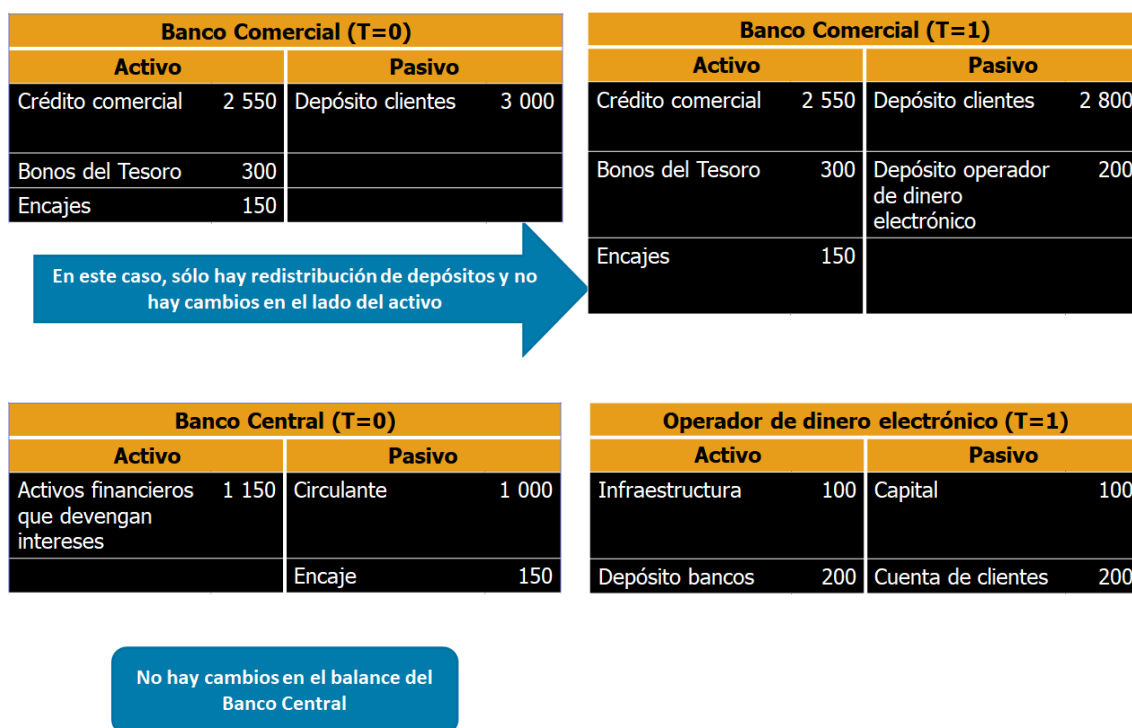 Banco Comercial (T=0)
Activo Pasivo
Crédito comercial 2 550 Depósito clientes 3 000
Bonos del Tesoro 300
Encajes 150
Banco Comercial (T=1)
Activo Pasivo
Crédito comercial 2 550 Depósito clientes 2 800
Bonos del Tesoro 300 Depósito operador 200
de dinero
electrónico
Encajes 150
En este caso, sólo hay redistribución de depósitos y no
hay cambios en el lado del activo
Banco Central (T=0)
Activo Pasivo
Activos financieros 1 150 Circulante 1 000
que devengan
intereses
Encaje 150
Operador de dinero electrónico (T=1)
Activo Pasivo
Infraestructura 100 Capital 100
Depósito bancos 200 Cuenta de clientes 200
No hay cambios en el balance del
Banco Central